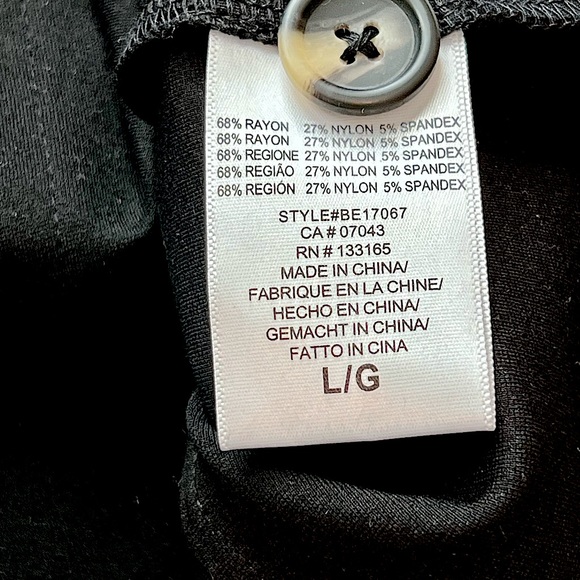 68% RAYON 27% NYLON 5% SPANDEX
68% RAYON 27% NYLON 5% SPANDEX
68% REGIONE 27% NYLON 5% SPANDEX
68% REGIÃO 27% NYLON 5% SPANDEX
68% REGIÓN 27% NYLON 5% SPANDEX
STYLE#BE17067
CA # 07043
RN # 133165
MADE IN CHINA/
FABRIQUE EN LA CHINE/
HECHO EN CHINA/
GEMACHT IN CHINA/
FATTO IN CINA
L/G